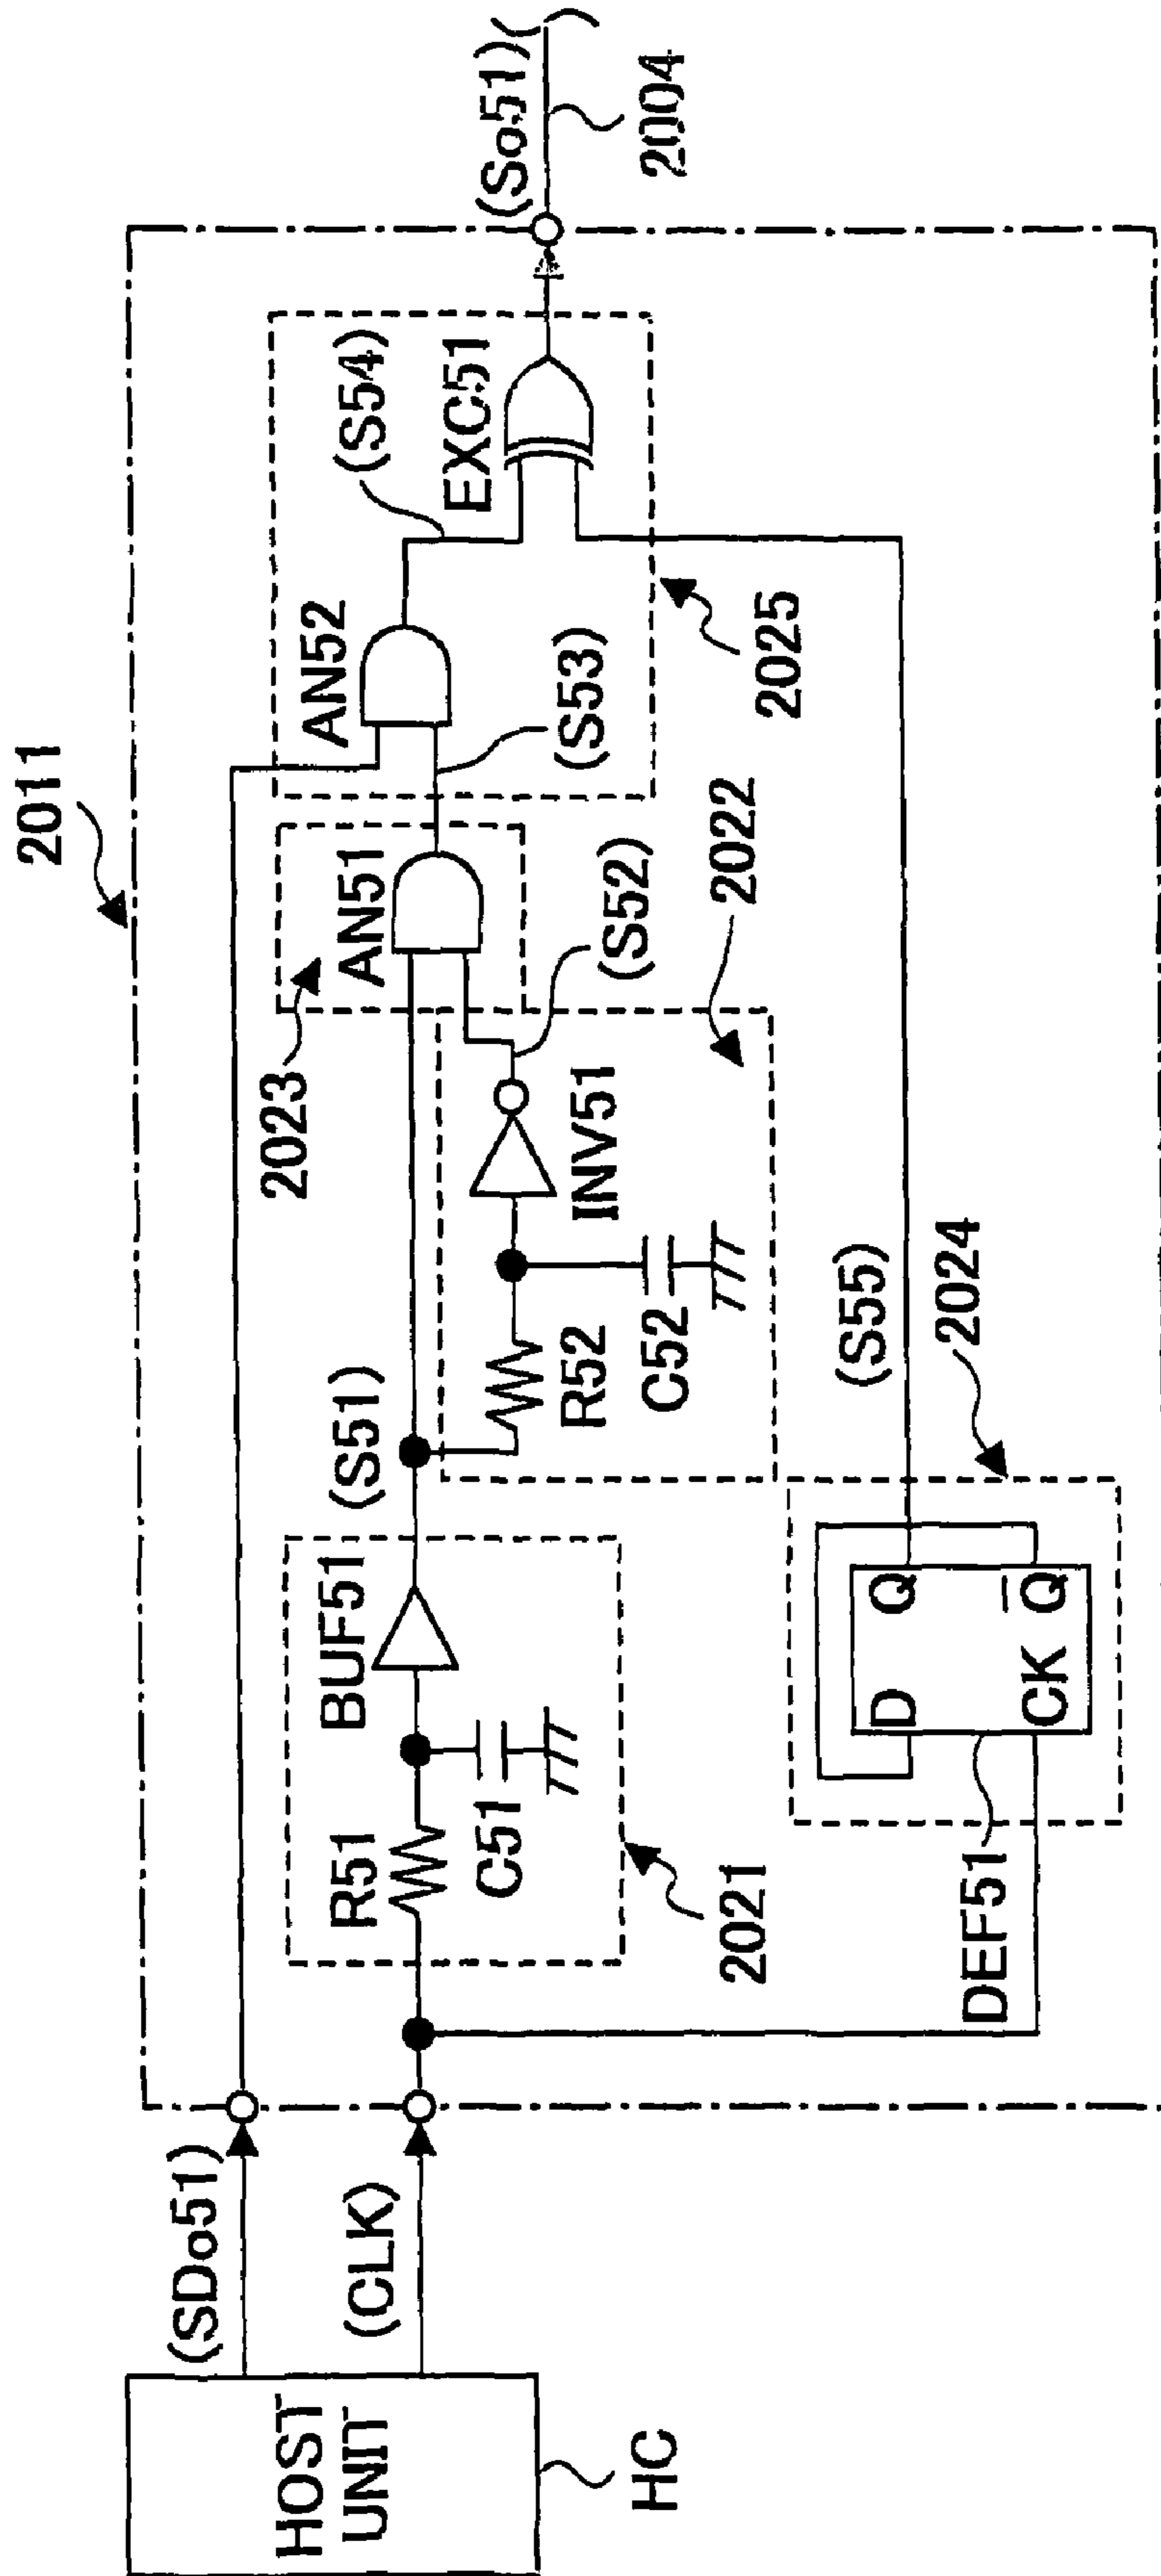 2011
HOST
UNIT
HC
(SDo51)
(CLK)
R51
C51
BUF51
2021
(S51)
R52
C52
INV51
(S52)
2022
2023
AN51
(S53)
AN52
(S54)
EXC51
2025
(So51)
2004
DEF51
D
Q
CK
Q̅
2024
(S55)